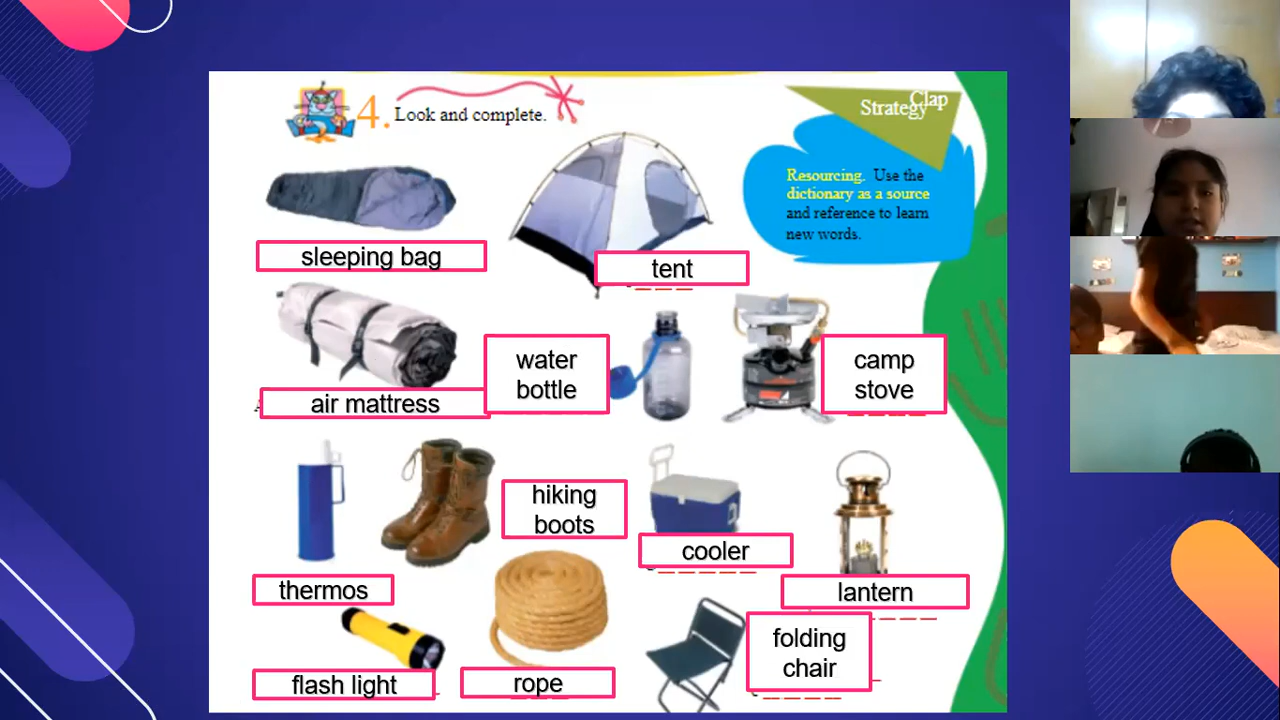 4. Look and complete.
Clap
Strategy
Resourcing. Use the
dictionary as a source
and reference to learn
new words.
sleeping bag
tent
air mattress
water
bottle
camp
stove
thermos
hiking
boots
cooler
lantern
flash light
rope
folding
chair